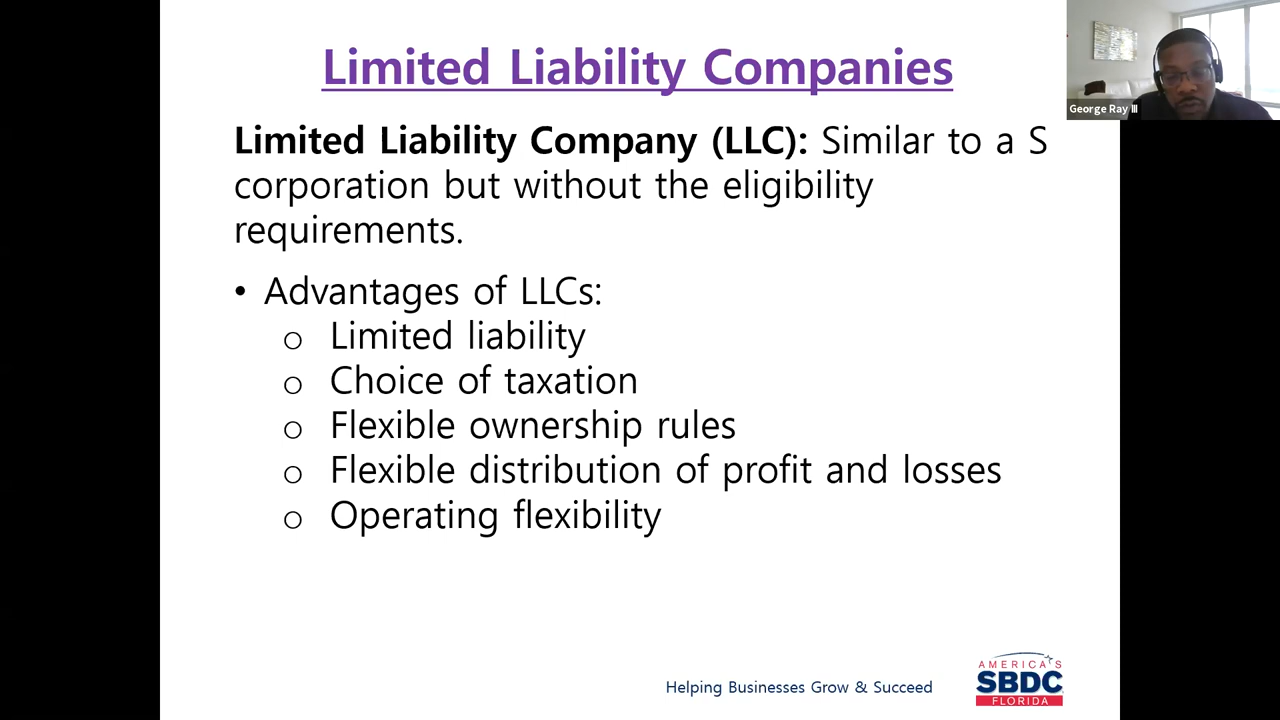 Limited Liability Companies
George Ray III
Limited Liability Company (LLC): Similar to a S
corporation but without the eligibility
requirements.
• Advantages of LLCs:
o Limited liability
o Choice of taxation
o Flexible ownership rules
o Flexible distribution of profit and losses
o Operating flexibility
Helping Businesses Grow & Succeed
AMERICA'S
SBDC
FLORIDA